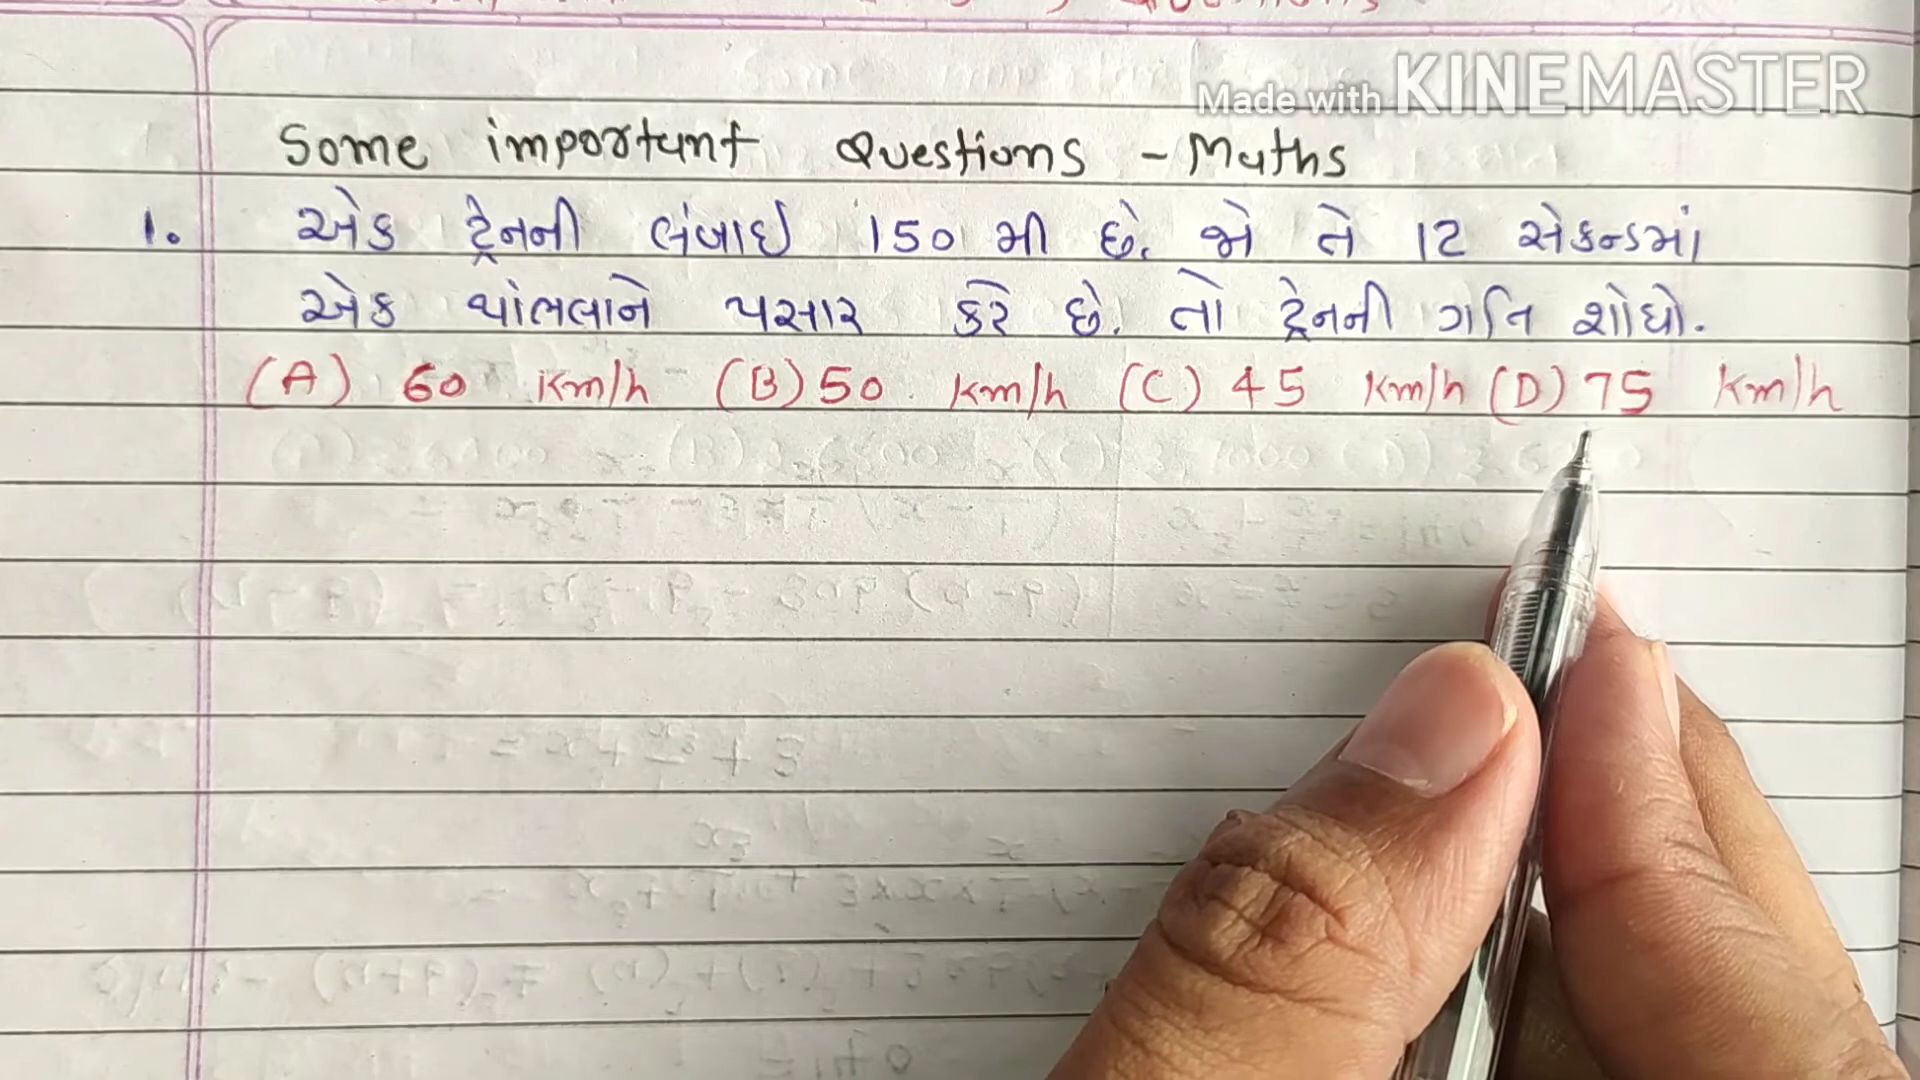 Made with KINEMASTER
Some important Questions - Maths
1. એક ટ્રેનની લંબાઈ 150 મી છે. જો તે 12 સેકન્ડમાં
એક થાંભલાને પસાર કરે છે. તો ટ્રેનની ગતિ શોધો.
(A) 60 Km/h (B) 50 Km/h (C) 45 Km/h (D) 75 Km/h